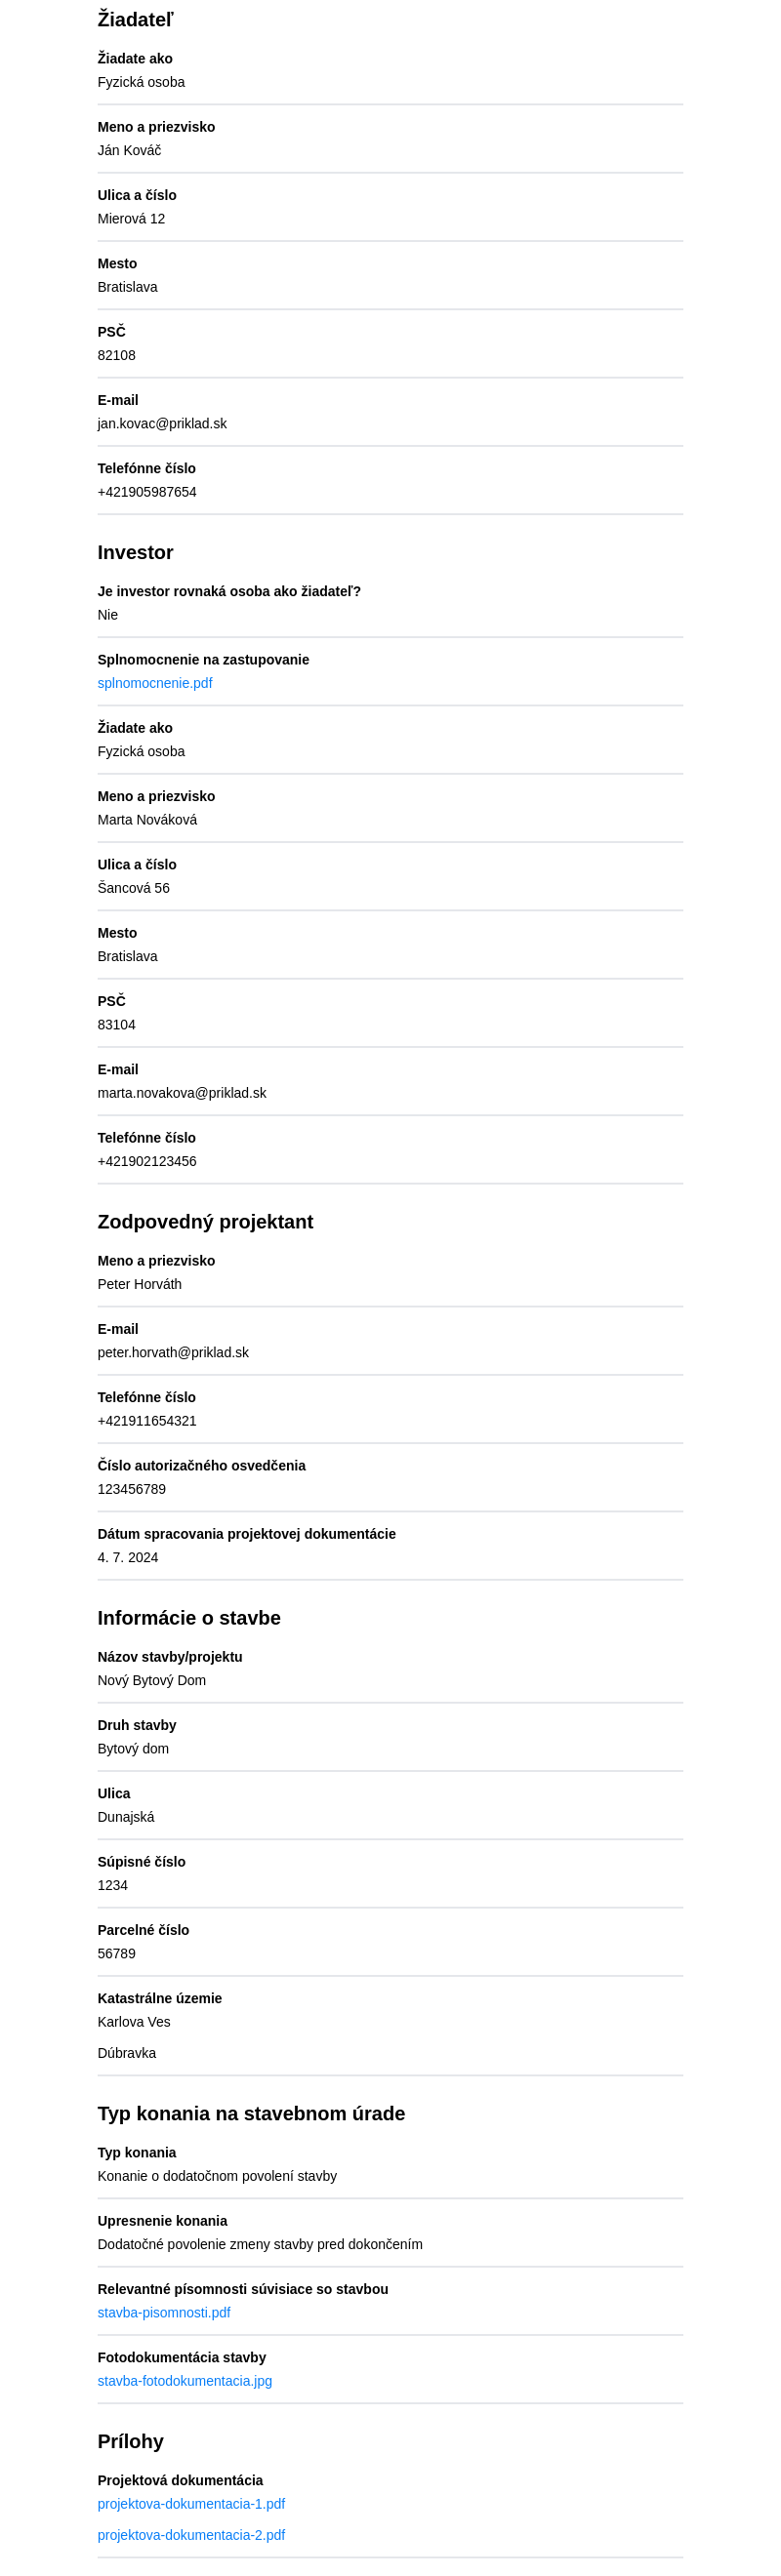 Žiadateľ
Žiadate ako
Fyzická osoba
Meno a priezvisko
Ján Kováč
Ulica a číslo
Mierová 12
Mesto
Bratislava
PSČ
82108
E-mail
jan.kovac@priklad.sk
Telefónne číslo
+421905987654
Investor
Je investor rovnaká osoba ako žiadateľ?
Nie
Splnomocnenie na zastupovanie
splnomocnenie.pdf
Žiadate ako
Fyzická osoba
Meno a priezvisko
Marta Nováková
Ulica a číslo
Šancová 56
Mesto
Bratislava
PSČ
83104
E-mail
marta.novakova@priklad.sk
Telefónne číslo
+421902123456
Zodpovedný projektant
Meno a priezvisko
Peter Horváth
E-mail
peter.horvath@priklad.sk
Telefónne číslo
+421911654321
Číslo autorizačného osvedčenia
123456789
Dátum spracovania projektovej dokumentácie
4. 7. 2024
Informácie o stavbe
Názov stavby/projektu
Nový Bytový Dom
Druh stavby
Bytový dom
Ulica
Dunajská
Súpisné číslo
1234
Parcelné číslo
56789
Katastrálne územie
Karlova Ves
Dúbravka
Typ konania na stavebnom úrade
Typ konania
Konanie o dodatočnom povolení stavby
Upresnenie konania
Dodatočné povolenie zmeny stavby pred dokončením
Relevantné písomnosti súvisiace so stavbou
stavba-pisomnosti.pdf
Fotodokumentácia stavby
stavba-fotodokumentacia.jpg
Prílohy
Projektová dokumentácia
projektova-dokumentacia-1.pdf
projektova-dokumentacia-2.pdf